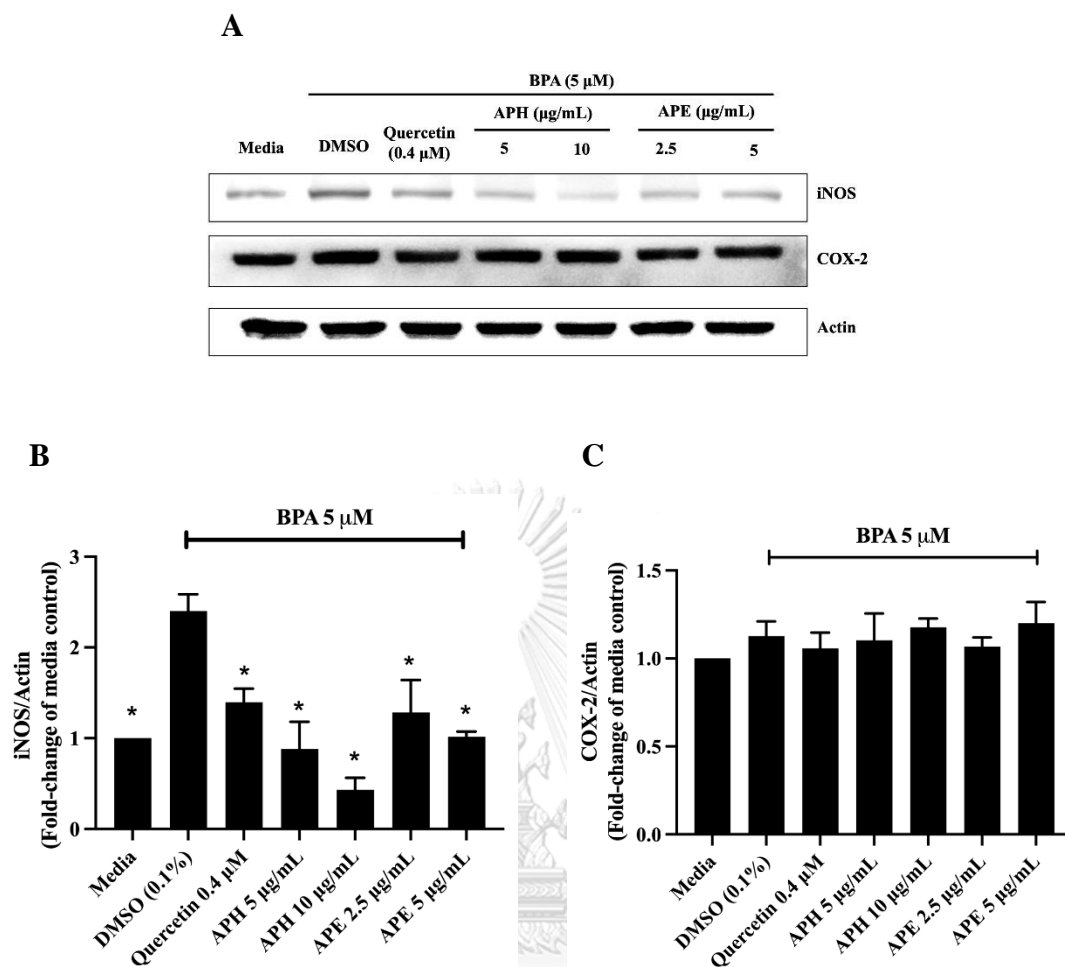 A
BPA (5 µM)
APH (µg/mL)
APE (µg/mL)
Media
DMSO
Quercetin
(0.4 µM)
5
10
2.5
5
iNOS
COX-2
Actin
B
BPA 5 µM
iNOS/Actin
(Fold-change of media control)
3
2
1
0
*
*
*
*
*
*
Media
DMSO (0.1%)
Quercetin 0.4 µM
APH 5 µg/mL
APH 10 µg/mL
APE 2.5 µg/mL
APE 5 µg/mL
C
BPA 5 µM
COX-2/Actin
(Fold-change of media control)
1.5
1.0
0.5
0.0
Media
DMSO (0.1%)
Quercetin 0.4 µM
APH 5 µg/mL
APH 10 µg/mL
APE 2.5 µg/mL
APE 5 µg/mL